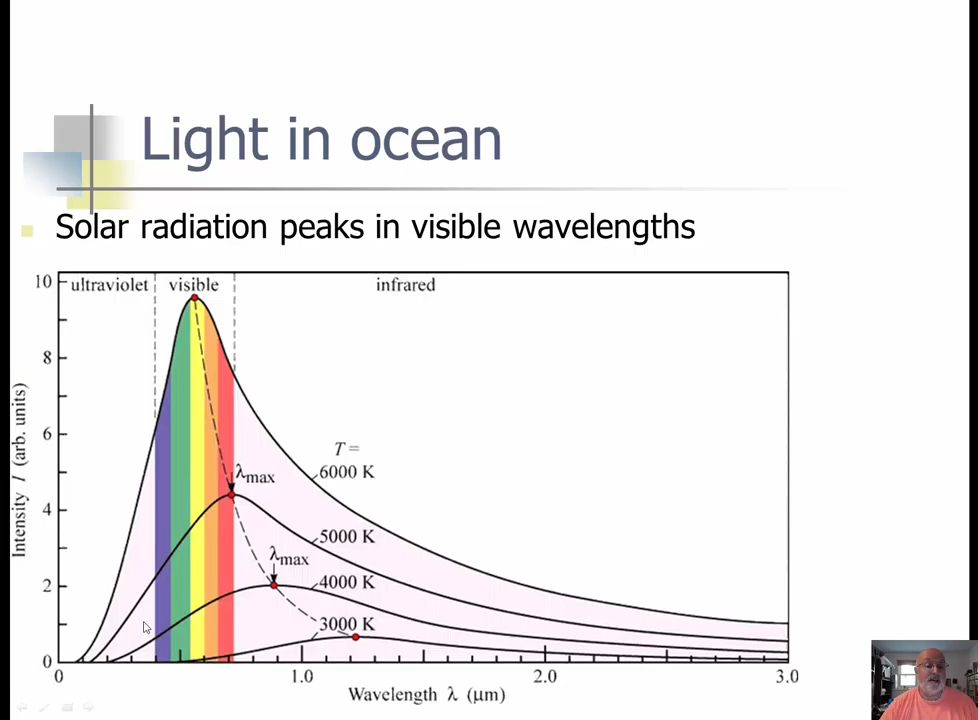 Light in ocean
Solar radiation peaks in visible wavelengths
10
ultraviolet
visible
infrared
8
6
4
2
0
Intensity I (arb. units)
T =
6000 K
λmax
5000 K
λmax
4000 K
3000 K
0
1.0
2.0
3.0
Wavelength λ (μm)